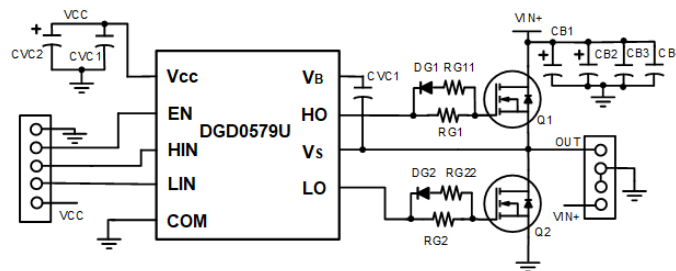 VCC
CVC2
CVC1
VIN+
CB1
CB2
CB3
CB
DG1
RG11
RG1
Q1
Vcc
EN
HIN
LIN
COM
DGD0579U
VB
HO
Vs
LO
CVC1
OUT
DG2
RG22
RG2
Q2
VIN+
VCC